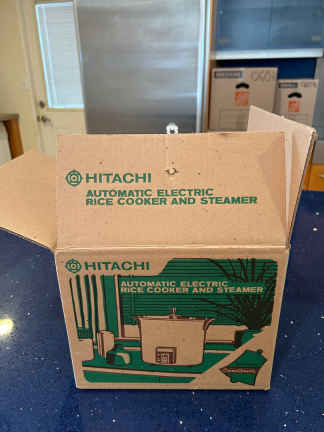 HITACHI
AUTOMATIC ELECTRIC
RICE COOKER AND STEAMER
HITACHI
AUTOMATIC ELECTRIC
RICE COOKER AND STEAMER